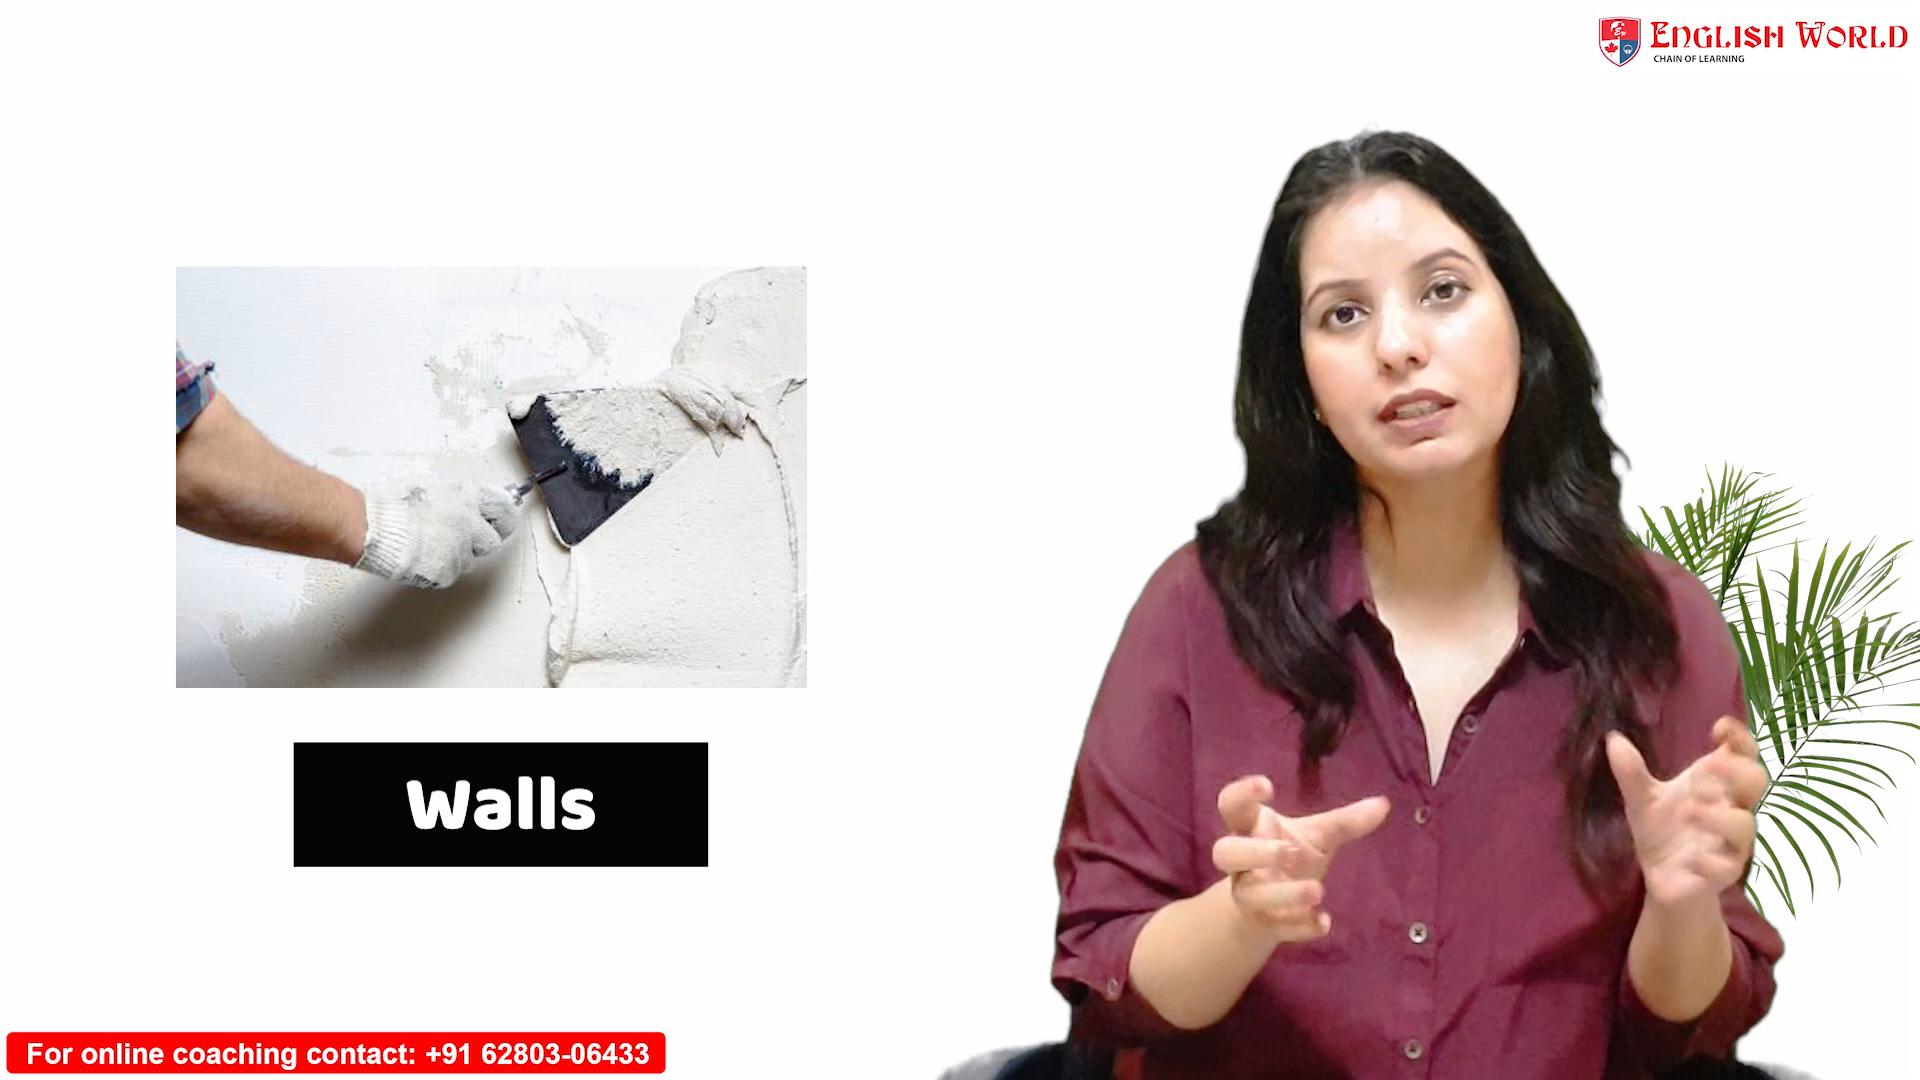 English World
CHAIN OF LEARNING
Walls
For online coaching contact: +91 62803-06433